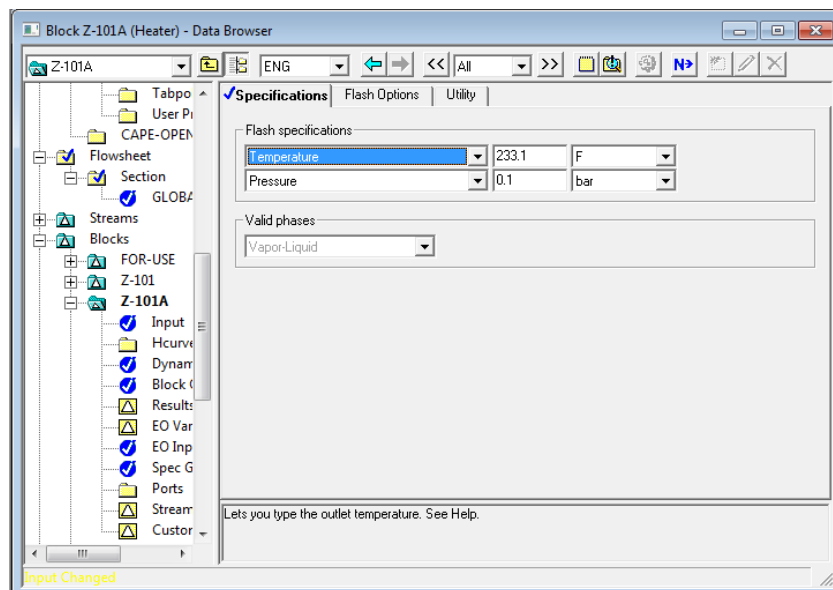 Block Z-101A (Heater) - Data Browser
Z-101A
ENG
<<
All
>>
N
Tabpo
User Pr
CAPE-OPEN
Flowsheet
Section
GLOBA
Streams
Blocks
FOR-USE
Z-101
Z-101A
Input
Hcurve
Dynam
Block O
Results
EO Var
EO Inp
Spec G
Ports
Stream
Custor
Specifications
Flash Options
Utility
Flash specifications
Temperature 233.1 F
Pressure 0.1 bar
Valid phases
Vapor-Liquid
Lets you type the outlet temperature. See Help.
Input Changed